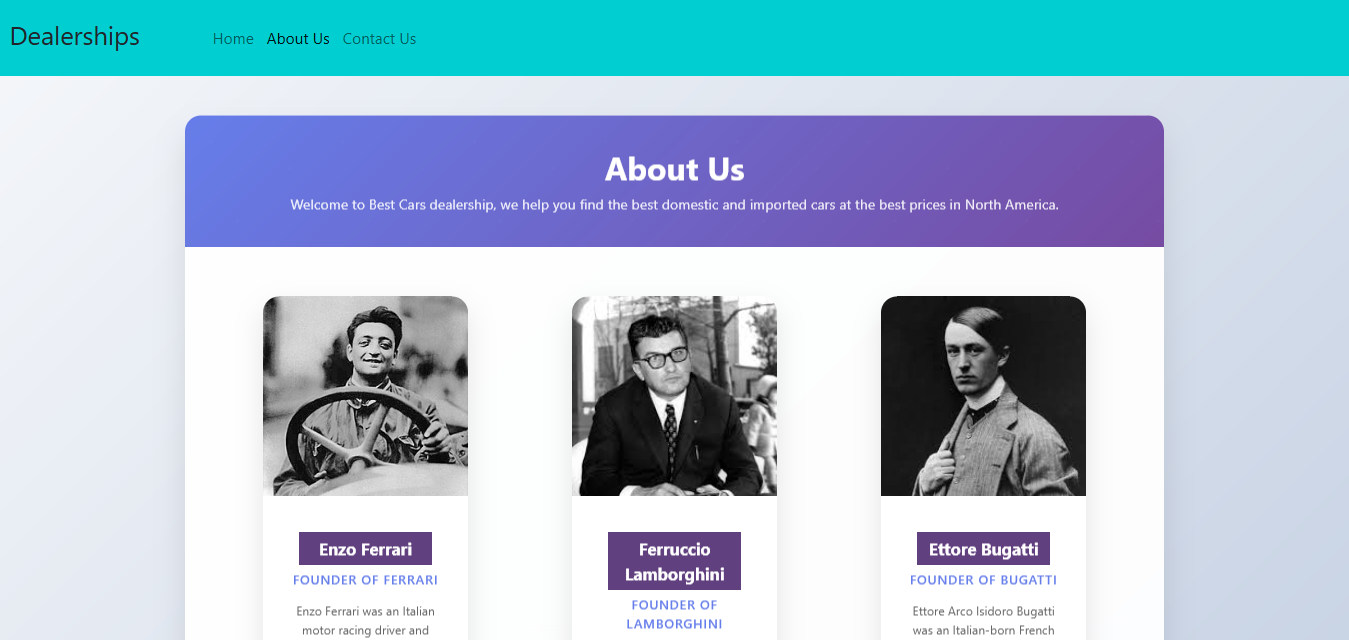 Dealerships
Home About Us Contact Us
About Us
Welcome to Best Cars dealership, we help you find the best domestic and imported cars at the best prices in North America.
Enzo Ferrari
FOUNDER OF FERRARI
Enzo Ferrari was an Italian
motor racing driver and
Ferruccio
Lamborghini
FOUNDER OF
LAMBORGHINI
Ettore Bugatti
FOUNDER OF BUGATTI
Ettore Arco Isidoro Bugatti
was an Italian-born French